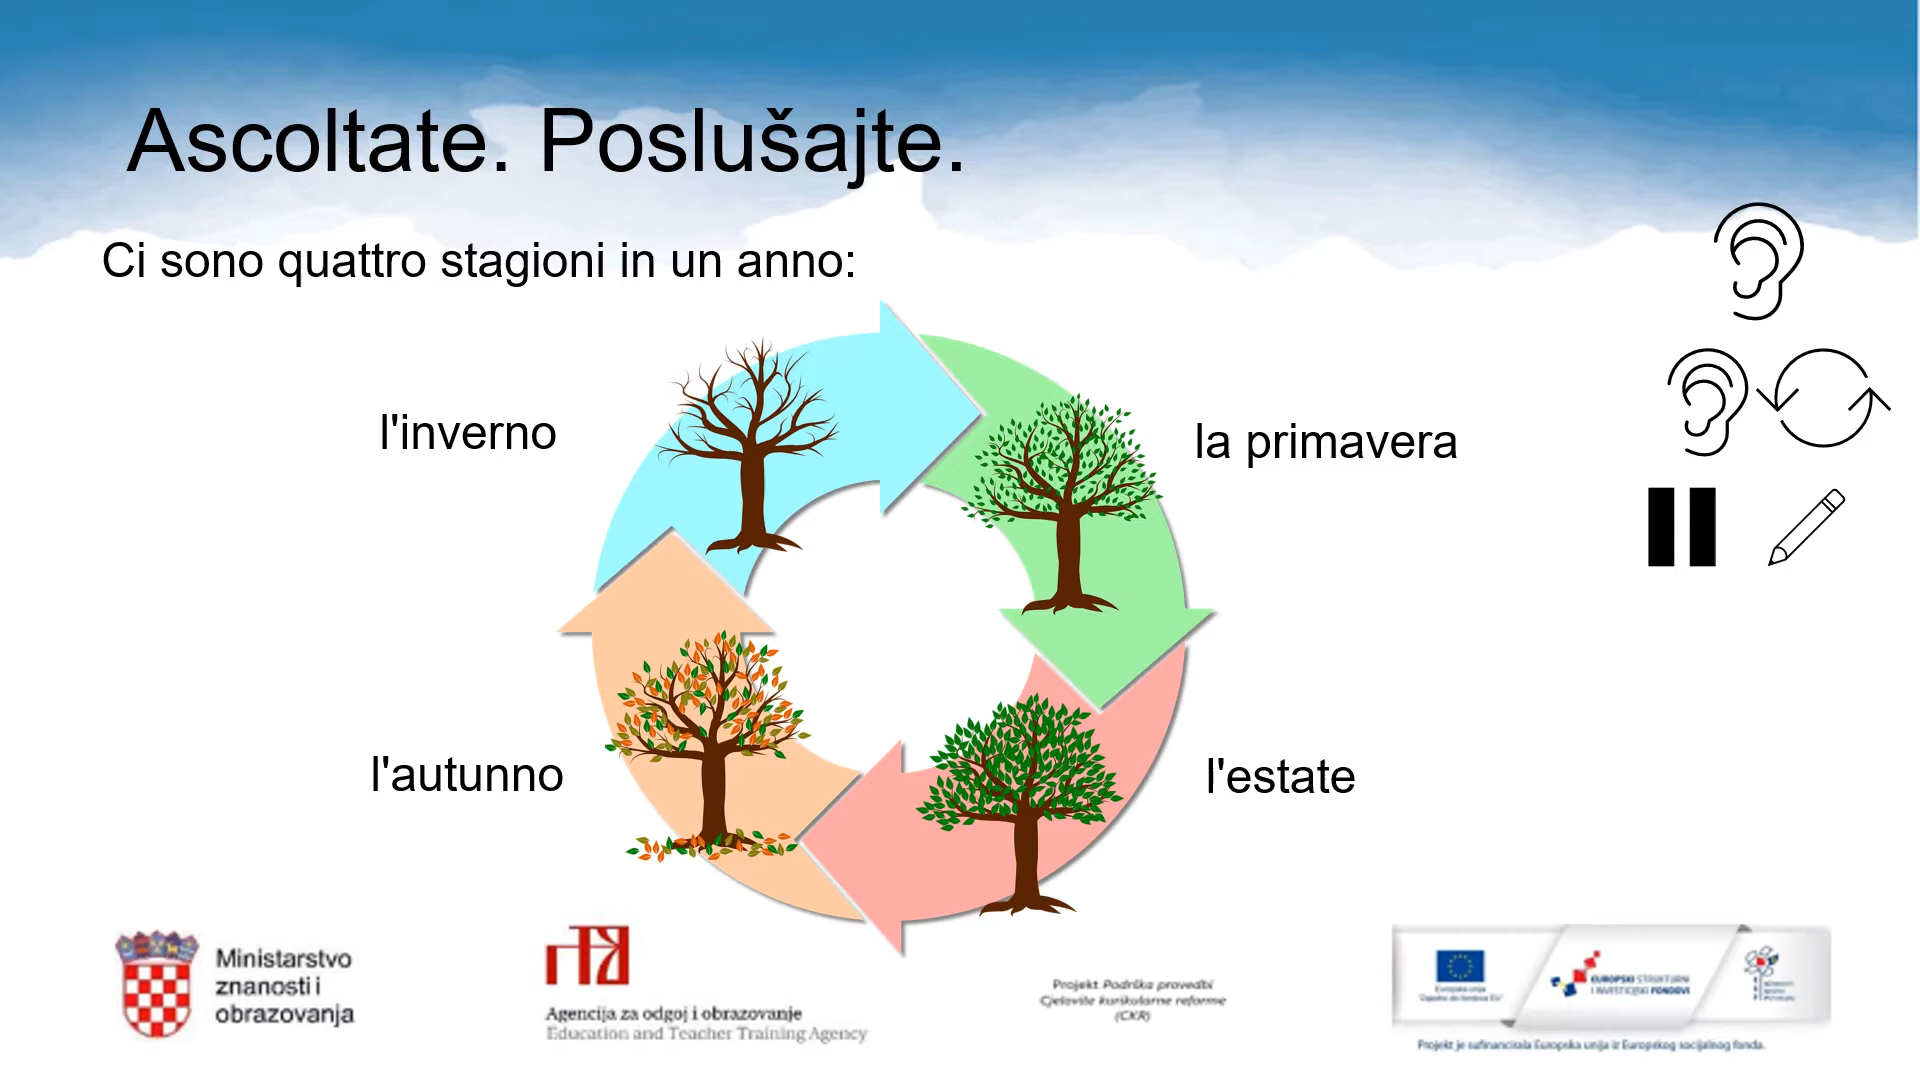 Ascoltate. Poslušajte.
Ci sono quattro stagioni in un anno:
l'inverno
la primavera
l'autunno
l'estate
Ministarstvo
znanosti i
obrazovanja
Agencija za odgoj i obrazovanje
Education and Teacher Training Agency
Projekt Podrška provedbi
Cjelovite kurikularne reforme
(CKR)
EUROPSKI STRUKTURNI
I INVESTICIJSKI FONDOVI
Projekt je sufinancirala Europska unija iz Europskog socijalnog fonda.